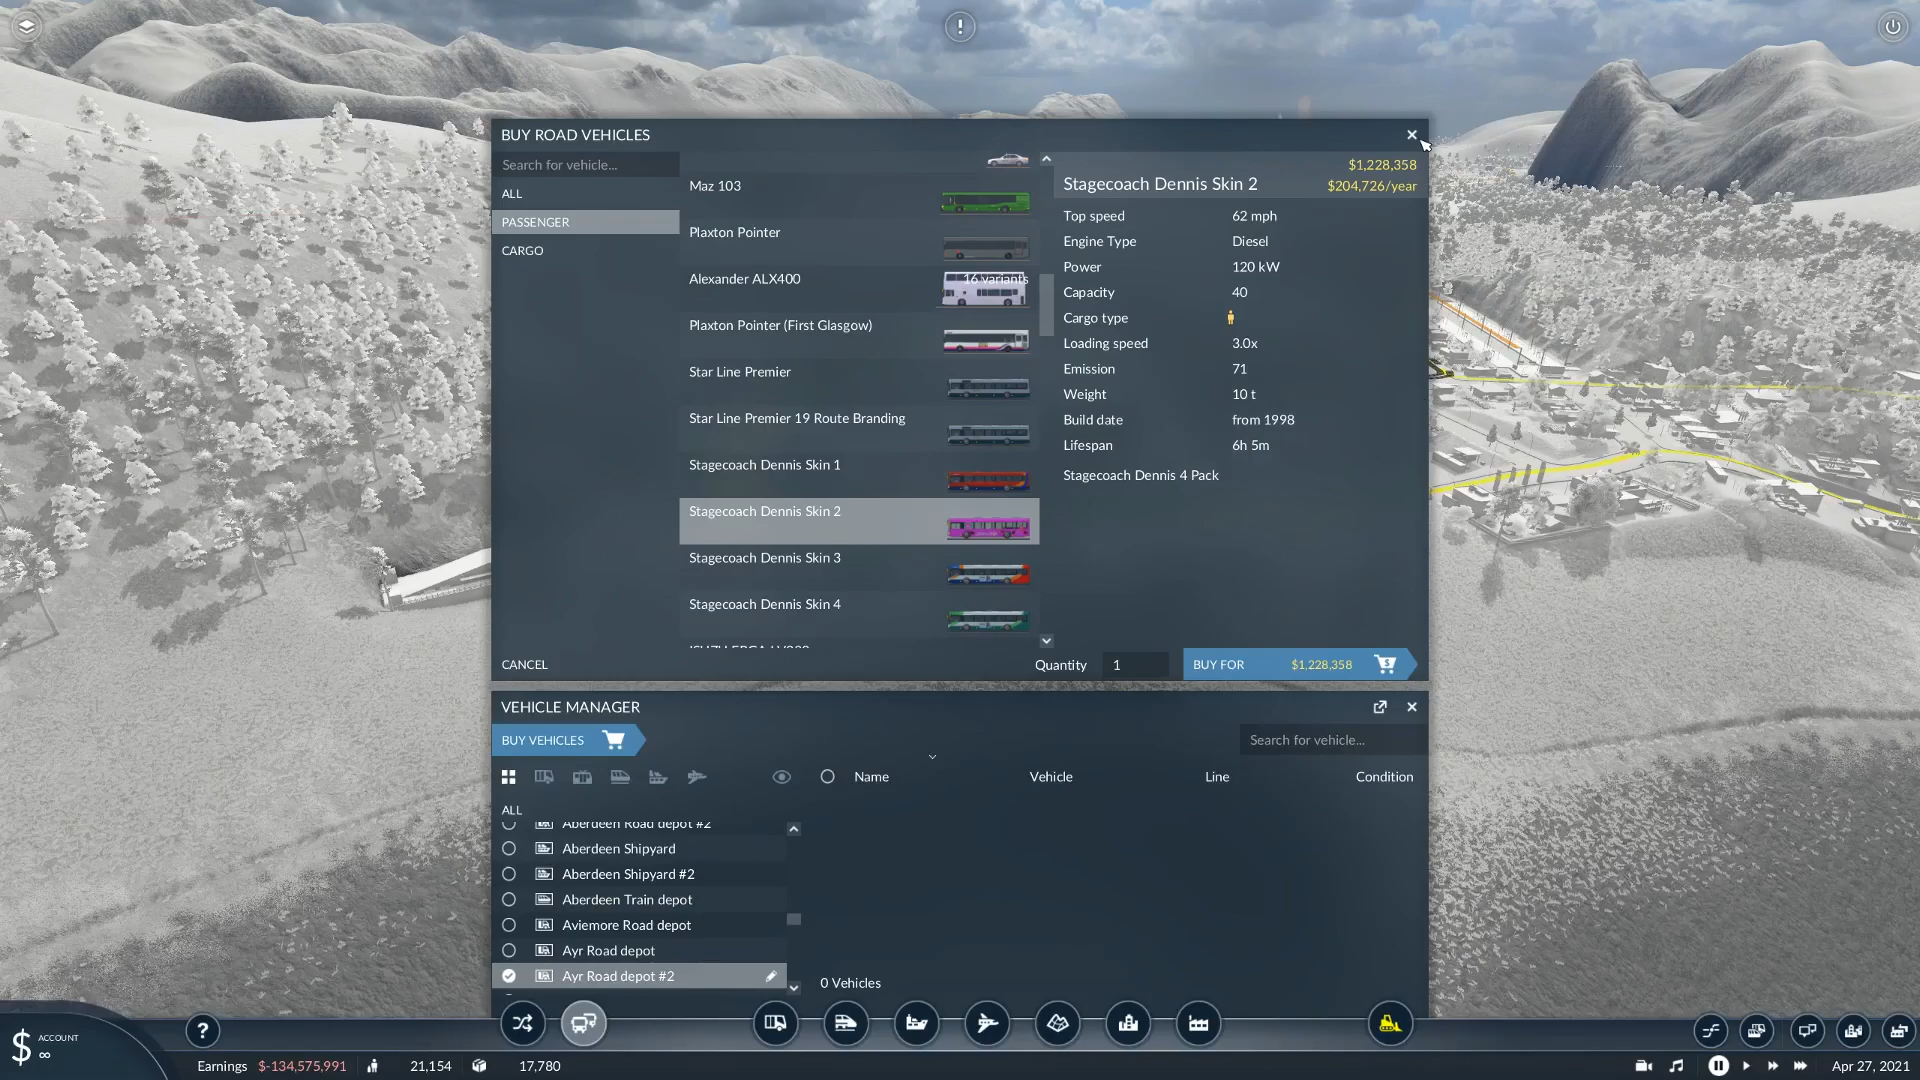 BUY ROAD VEHICLES
Search for vehicle...
ALL
PASSENGER
CARGO
Maz 103
Plaxton Pointer
Alexander ALX400
16 variants
Plaxton Pointer (First Glasgow)
Star Line Premier
Star Line Premier 19 Route Branding
Stagecoach Dennis Skin 1
Stagecoach Dennis Skin 2
Stagecoach Dennis Skin 3
Stagecoach Dennis Skin 4
$1,228,358
Stagecoach Dennis Skin 2
$204,726/year
Top speed 62 mph
Engine Type Diesel
Power 120 kW
Capacity 40
Cargo type
Loading speed 3.0x
Emission 71
Weight 10 t
Build date from 1998
Lifespan 6h 5m
Stagecoach Dennis 4 Pack
CANCEL
Quantity 1
BUY FOR $1,228,358
VEHICLE MANAGER
BUY VEHICLES
Search for vehicle...
Name Vehicle Line Condition
ALL
Aberdeen Road depot #2
Aberdeen Shipyard
Aberdeen Shipyard #2
Aberdeen Train depot
Aviemore Road depot
Ayr Road depot
Ayr Road depot #2
0 Vehicles
$ ACCOUNT
∞
?
Earnings $-134,575,991 21,154 17,780
Apr 27, 2021